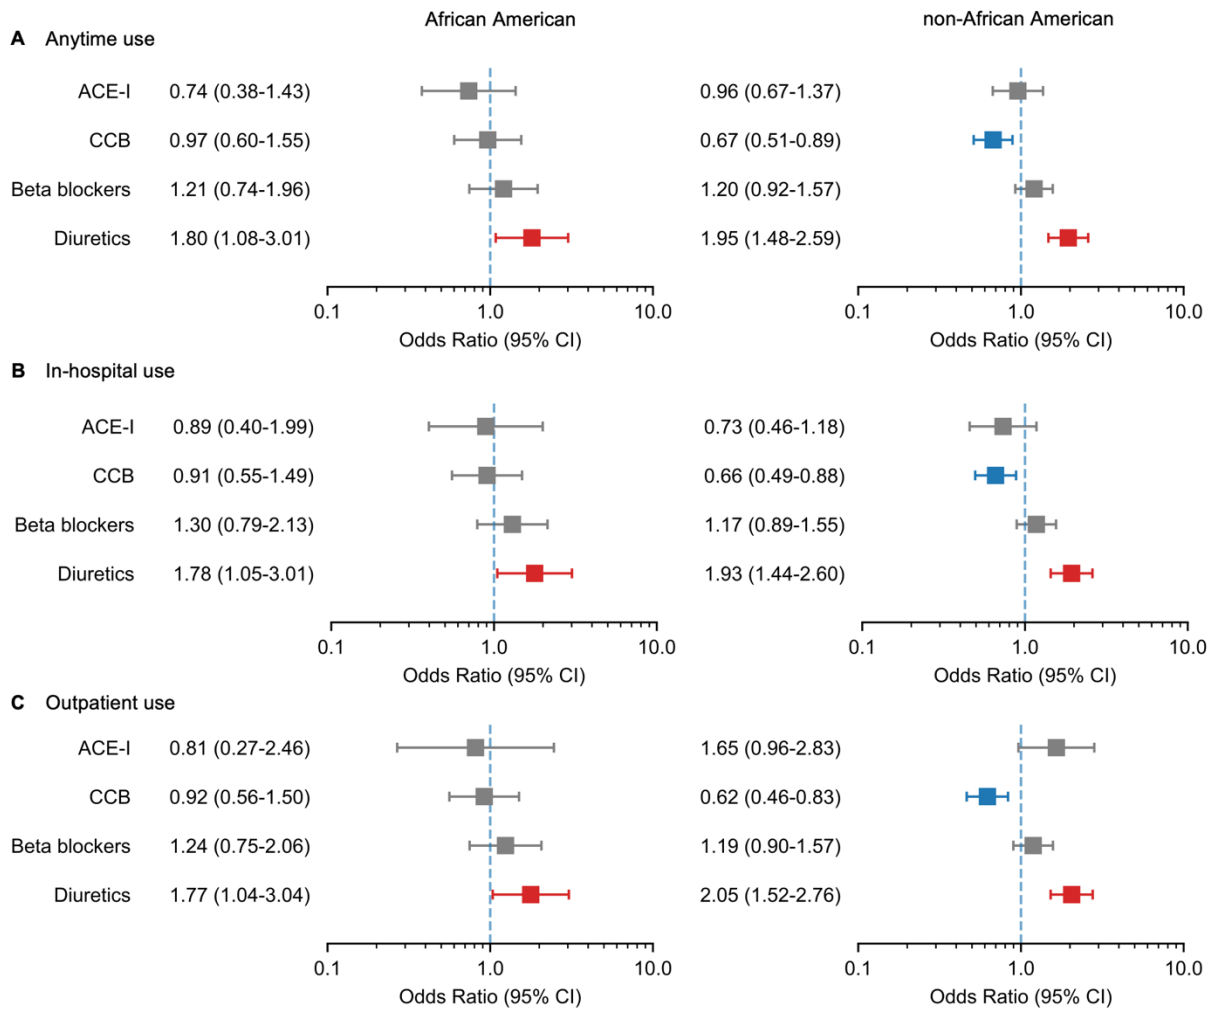 African American non-African American
A Anytime use
ACE-I 0.74 (0.38-1.43) 0.96 (0.67-1.37)
CCB 0.97 (0.60-1.55) 0.67 (0.51-0.89)
Beta blockers 1.21 (0.74-1.96) 1.20 (0.92-1.57)
Diuretics 1.80 (1.08-3.01) 1.95 (1.48-2.59)
0.1 1.0 10.0 0.1 1.0 10.0
Odds Ratio (95% CI) Odds Ratio (95% CI)
B In-hospital use
ACE-I 0.89 (0.40-1.99) 0.73 (0.46-1.18)
CCB 0.91 (0.55-1.49) 0.66 (0.49-0.88)
Beta blockers 1.30 (0.79-2.13) 1.17 (0.89-1.55)
Diuretics 1.78 (1.05-3.01) 1.93 (1.44-2.60)
0.1 1.0 10.0 0.1 1.0 10.0
Odds Ratio (95% CI) Odds Ratio (95% CI)
C Outpatient use
ACE-I 0.81 (0.27-2.46) 1.65 (0.96-2.83)
CCB 0.92 (0.56-1.50) 0.62 (0.46-0.83)
Beta blockers 1.24 (0.75-2.06) 1.19 (0.90-1.57)
Diuretics 1.77 (1.04-3.04) 2.05 (1.52-2.76)
0.1 1.0 10.0 0.1 1.0 10.0
Odds Ratio (95% CI) Odds Ratio (95% CI)